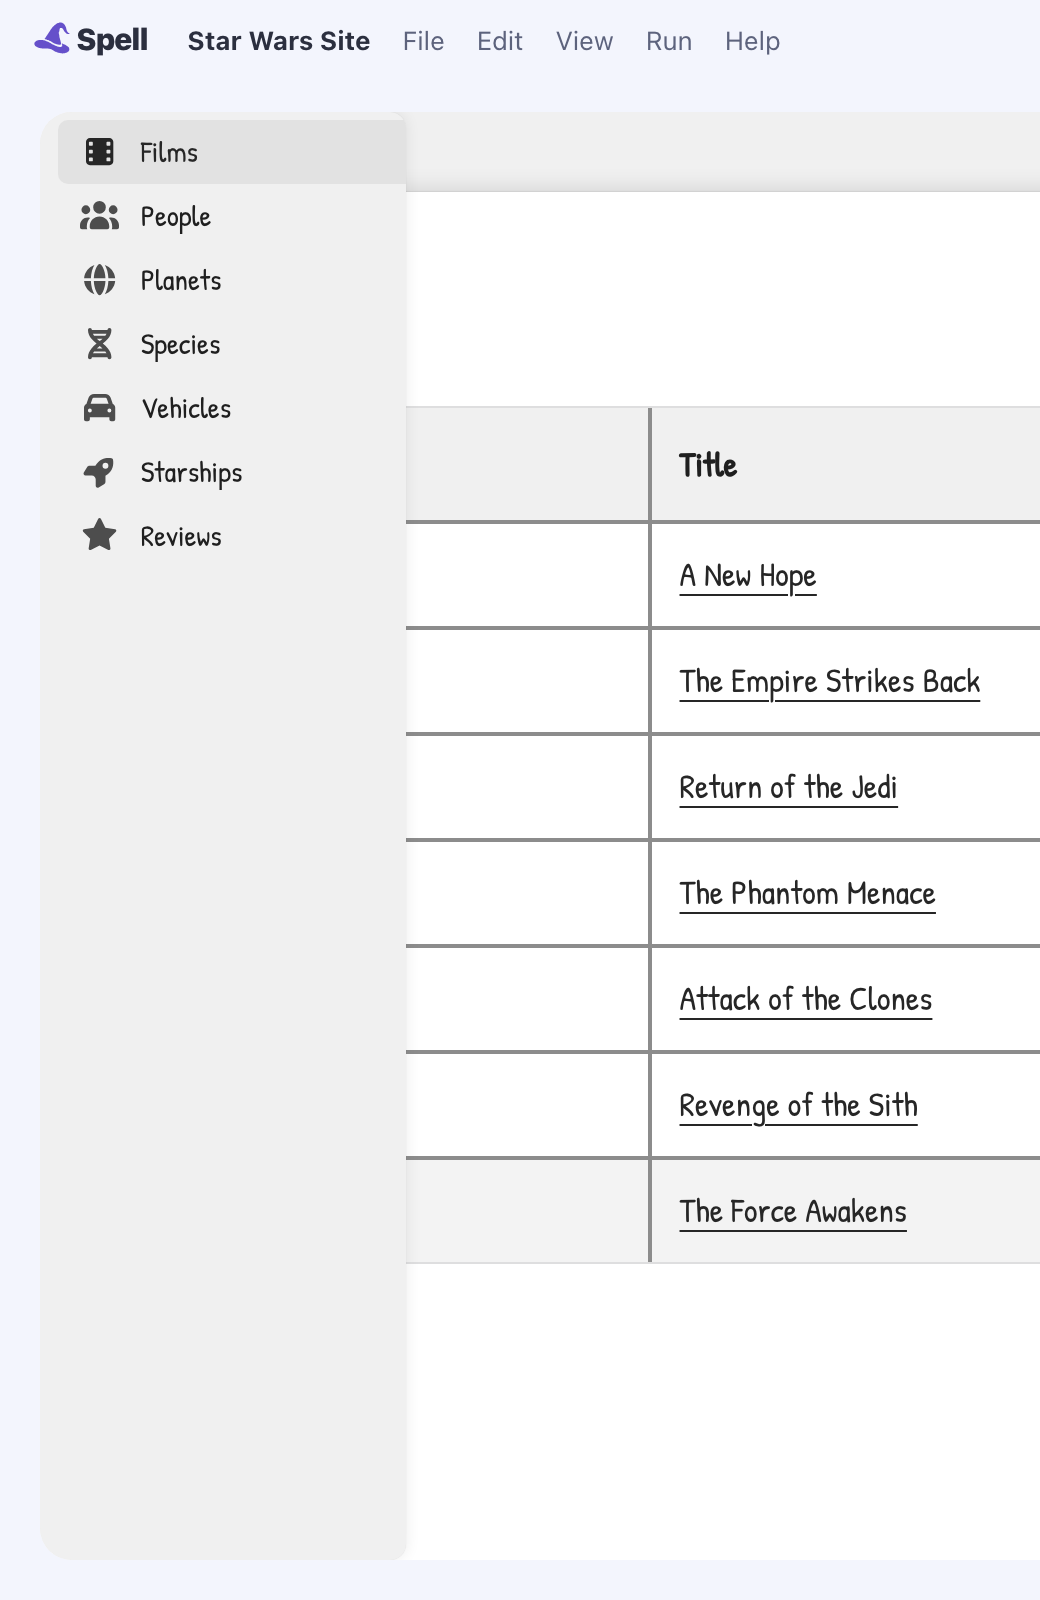 Spell Star Wars Site File Edit View Run Help
Films
People
Planets
Species
Vehicles
Starships
Reviews
Title
A New Hope
The Empire Strikes Back
Return of the Jedi
The Phantom Menace
Attack of the Clones
Revenge of the Sith
The Force Awakens